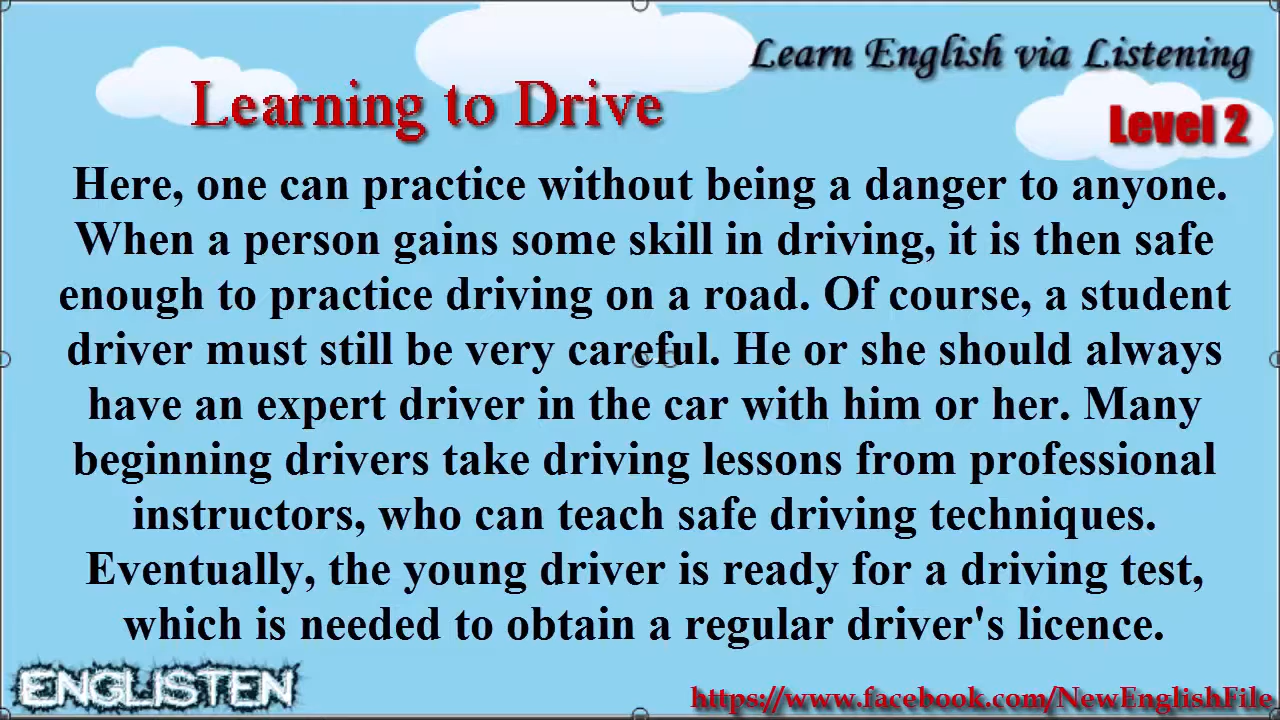 Learn English via Listening
Learning to Drive
Level 2
Here, one can practice without being a danger to anyone.
When a person gains some skill in driving, it is then safe
enough to practice driving on a road. Of course, a student
driver must still be very careful. He or she should always
have an expert driver in the car with him or her. Many
beginning drivers take driving lessons from professional
instructors, who can teach safe driving techniques.
Eventually, the young driver is ready for a driving test,
which is needed to obtain a regular driver's licence.
ENGLISTEN
https://www.facebook.com/NewEnglishFile